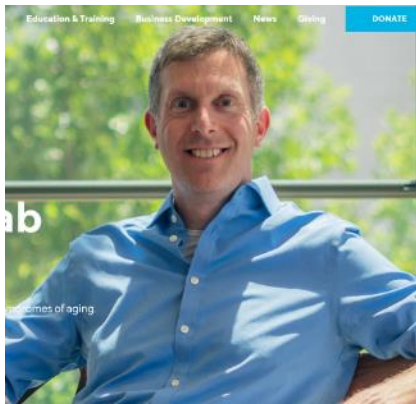 Education & Training Business Development News Giving DONATE
ab
omes of aging.